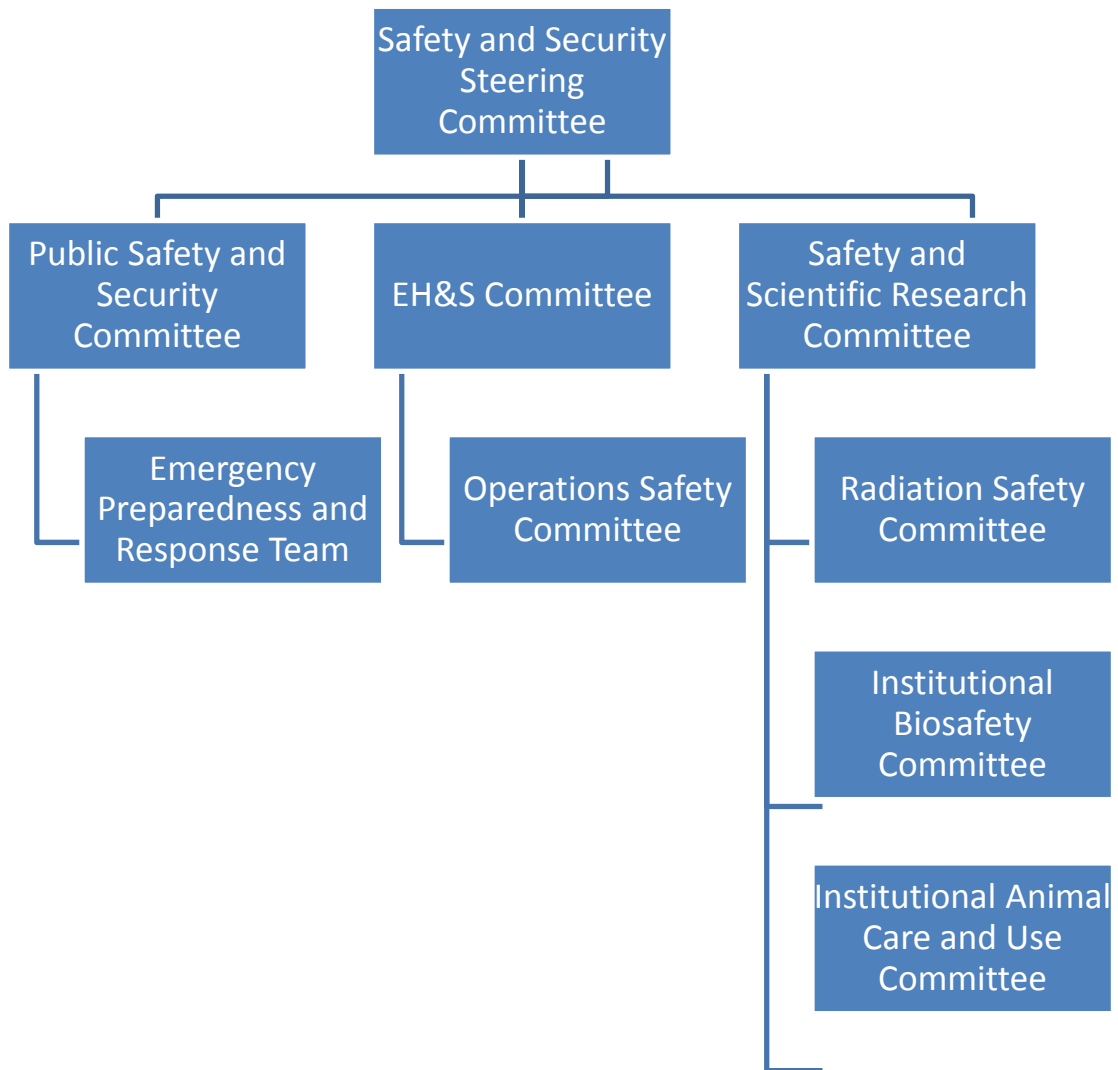 Safety and Security
Steering
Committee
Public Safety and
Security
Committee
EH&S Committee
Safety and
Scientific Research
Committee
Emergency
Preparedness and
Response Team
Operations Safety
Committee
Radiation Safety
Committee
Institutional
Biosafety
Committee
Institutional Animal
Care and Use
Committee